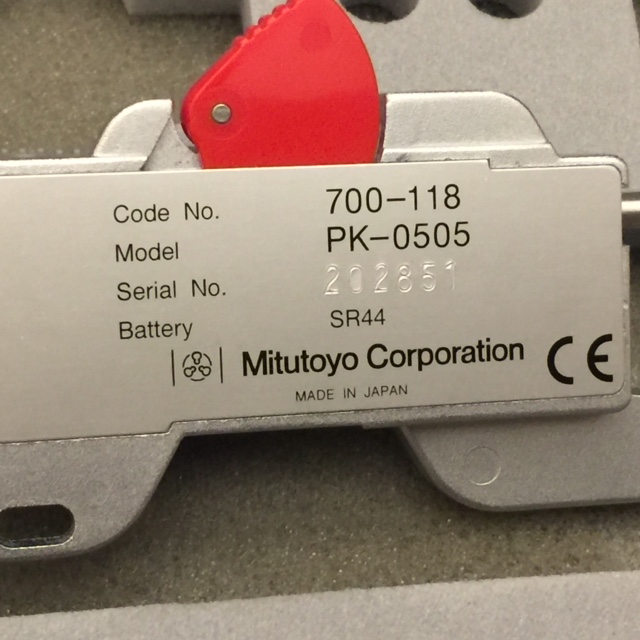 Code No. 700-118
Model PK-0505
Serial No. 202851
Battery SR44
Mitutoyo Corporation CE
MADE IN JAPAN